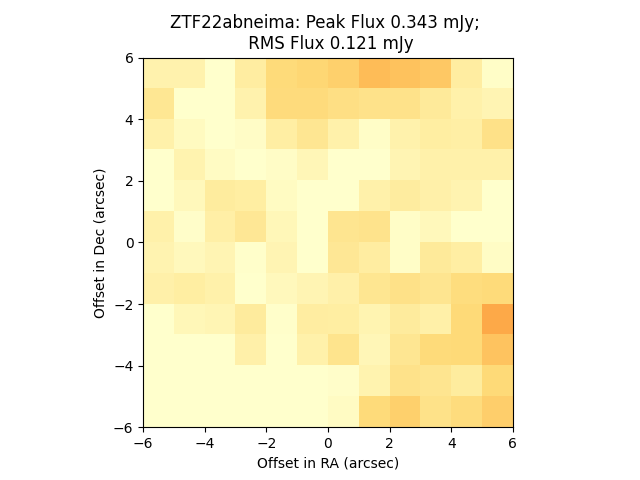 ZTF22abneima: Peak Flux 0.343 mJy;
RMS Flux 0.121 mJy
6
4
2
0
−2
−4
−6
Offset in Dec (arcsec)
−6 −4 −2 0 2 4 6
Offset in RA (arcsec)